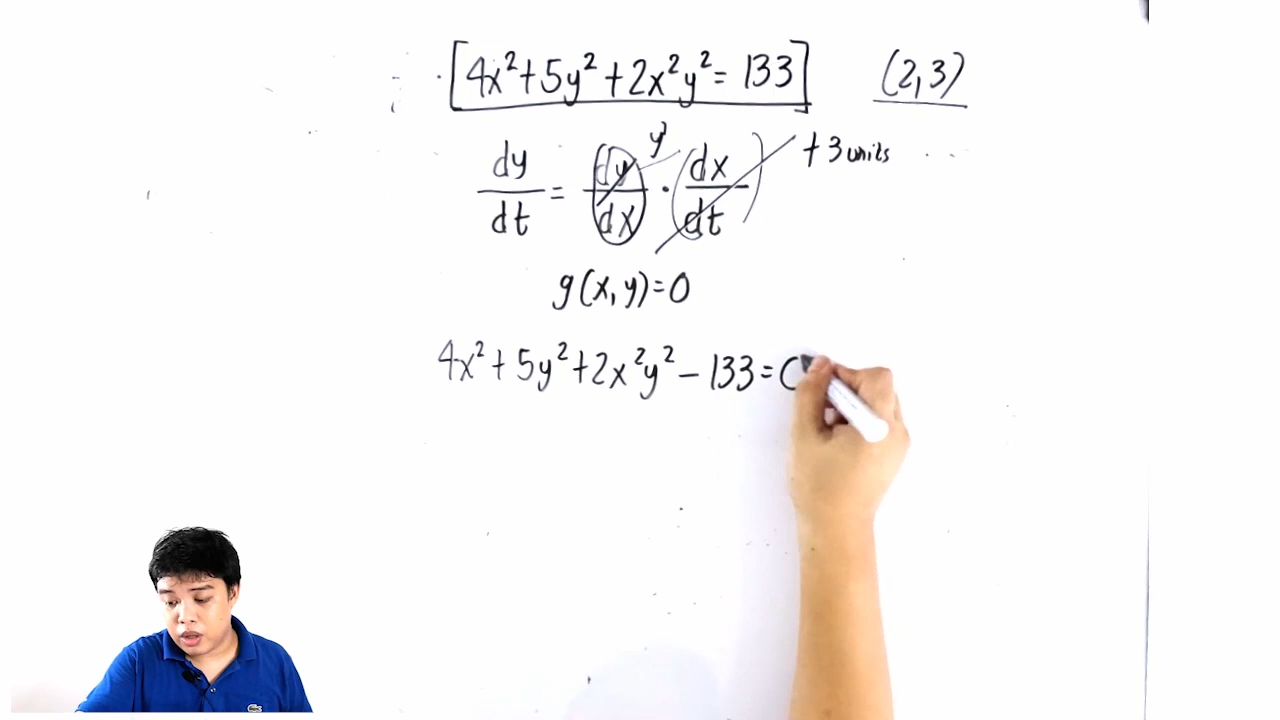 [4x²+5y²+2x²y²=133] (2,3)
dy/dt = dy/dx · (dx/dt) y' +3 units
g(x,y)=0
4x²+5y²+2x²y²-133=0